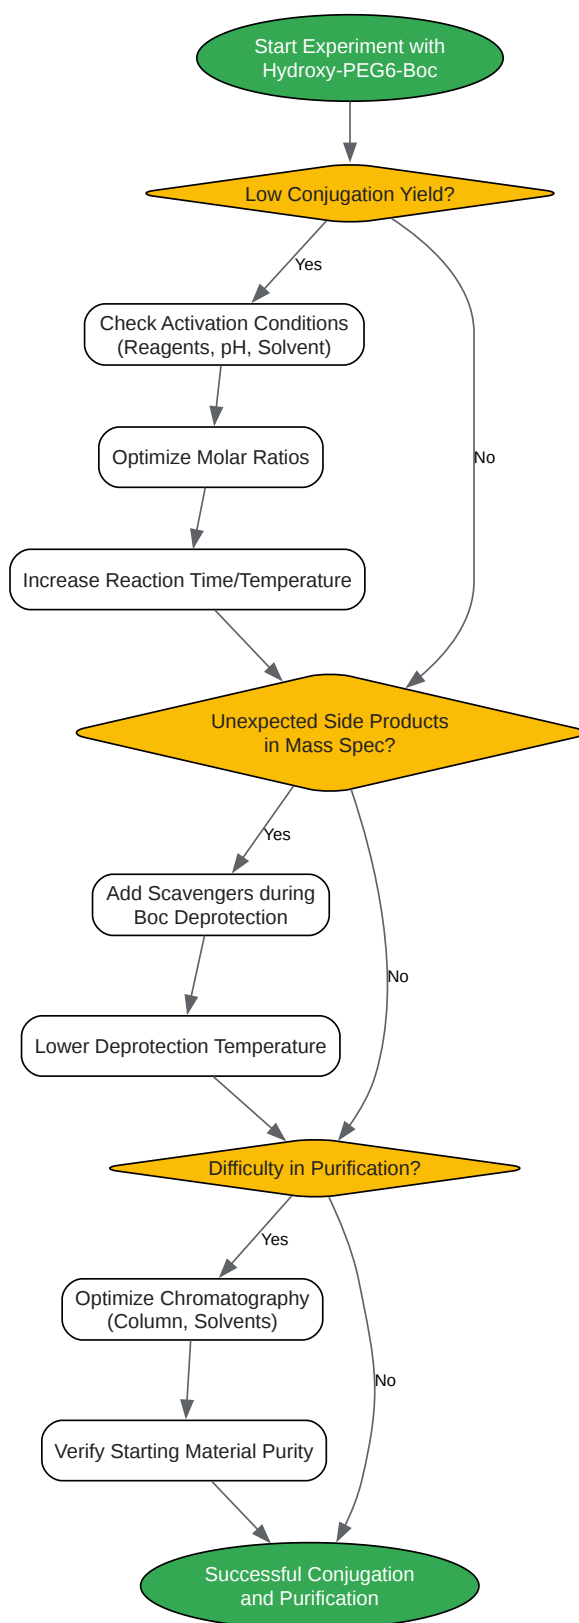 Start Experiment with
Hydroxy-PEG6-Boc
Low Conjugation Yield?
Yes
Check Activation Conditions
(Reagents, pH, Solvent)
Optimize Molar Ratios
No
Increase Reaction Time/Temperature
Unexpected Side Products
in Mass Spec?
Yes
Add Scavengers during
Boc Deprotection
No
Lower Deprotection Temperature
Difficulty in Purification?
Yes
Optimize Chromatography
(Column, Solvents)
No
Verify Starting Material Purity
Successful Conjugation
and Purification